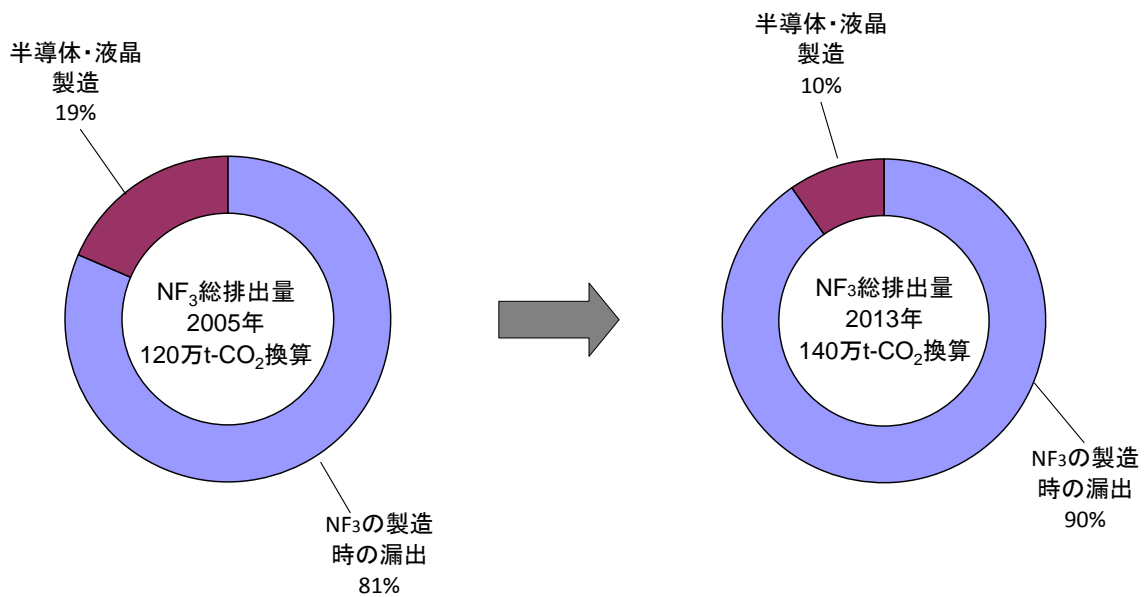 半導体・液晶
製造
19%
NF₃総排出量
2005年
120万t-CO₂換算
NF₃の製造
時の漏出
81%
半導体・液晶
製造
10%
NF₃総排出量
2013年
140万t-CO₂換算
NF₃の製造
時の漏出
90%